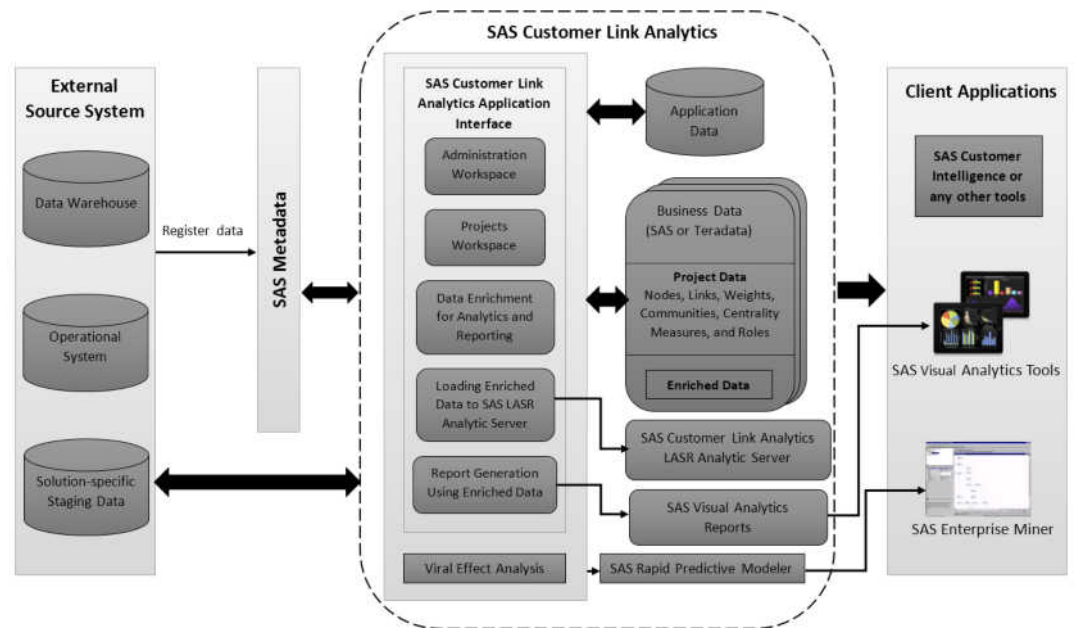 SAS Customer Link Analytics
External
Source System
Data Warehouse
Operational
System
Solution-specific
Staging Data
Register data
SAS Metadata
SAS Customer Link
Analytics Application
Interface
Administration
Workspace
Projects
Workspace
Data Enrichment
for Analytics and
Reporting
Loading Enriched
Data to SAS LASR
Analytic Server
Report Generation
Using Enriched Data
Viral Effect Analysis
Application
Data
Business Data
(SAS or Teradata)
Project Data
Nodes, Links, Weights,
Communities, Centrality
Measures, and Roles
Enriched Data
SAS Customer Link Analytics
LASR Analytic Server
SAS Visual Analytics
Reports
SAS Rapid Predictive Modeler
Client Applications
SAS Customer
Intelligence or
any other tools
SAS Visual Analytics Tools
SAS Enterprise Miner